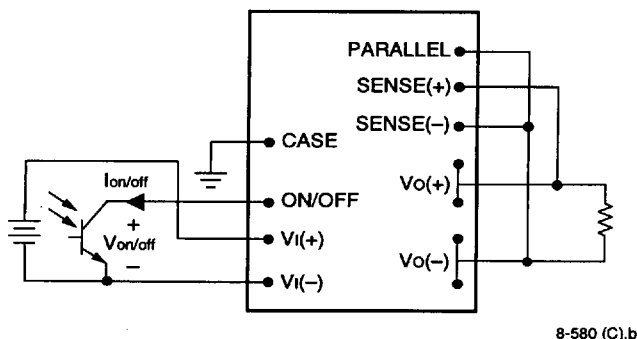 PARALLEL
SENSE(+)
SENSE(–)
CASE
Ion/off
ON/OFF
VO(+)
+
Von/off
–
VI(+)
VI(–)
VO(–)
8-580 (C).b